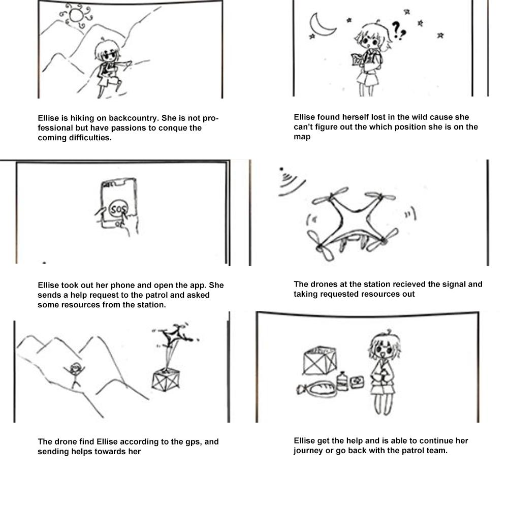 Ellise is hiking on backcountry. She is not pro-
fessional but have passions to conque the
coming difficulties.
??
Ellise found herself lost in the wild cause she
can't figure out the which position she is on the
map
SOS
Ellise took out her phone and open the app. She
sends a help request to the patrol and asked
some resources from the station.
The drones at the station recieved the signal and
taking requested resources out
The drone find Ellise according to the gps, and
sending helps towards her
Ellise get the help and is able to continue her
journey or go back with the patrol team.